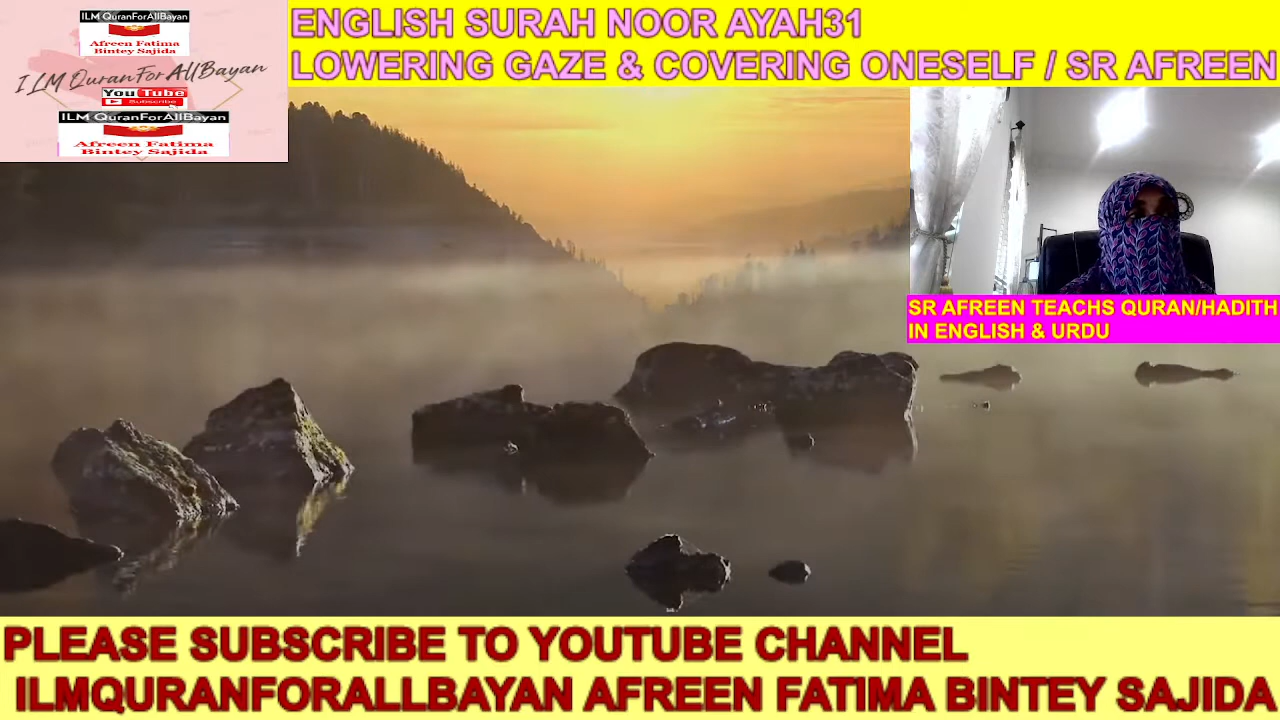 ILM QuranForAllBayan
Afreen Fatima
Bintey Sajida
ILM QuranForAllBayan
YouTube
Subscribe
ILM QuranForAllBayan
Afreen Fatima
Bintey Sajida
ENGLISH SURAH NOOR AYAH31
LOWERING GAZE & COVERING ONESELF / SR AFREEN
SR AFREEN TEACHS QURAN/HADITH
IN ENGLISH & URDU
PLEASE SUBSCRIBE TO YOUTUBE CHANNEL
ILMQURANFORALLBAYAN AFREEN FATIMA BINTEY SAJIDA